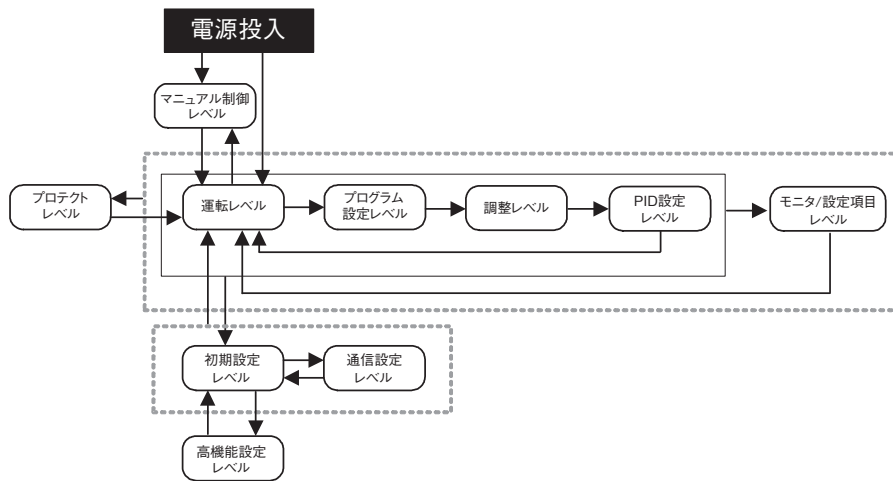 電源投入
マニュアル制御
レベル
プロテクト
レベル
運転レベル
プログラム
設定レベル
調整レベル
PID設定
レベル
モニタ/設定項目
レベル
初期設定
レベル
通信設定
レベル
高機能設定
レベル